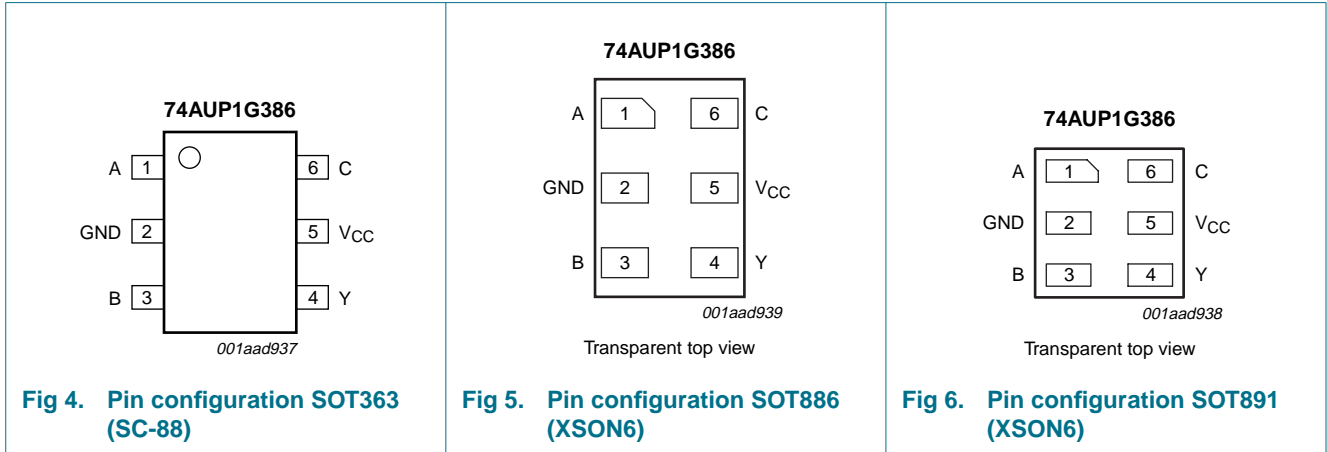 74AUP1G386
A 1 6 C
GND 2 5 VCC
B 3 4 Y
001aad937
Fig 4. Pin configuration SOT363
(SC-88)
74AUP1G386
A 1 6 C
GND 2 5 VCC
B 3 4 Y
001aad939
Transparent top view
Fig 5. Pin configuration SOT886
(XSON6)
74AUP1G386
A 1 6 C
GND 2 5 VCC
B 3 4 Y
001aad938
Transparent top view
Fig 6. Pin configuration SOT891
(XSON6)